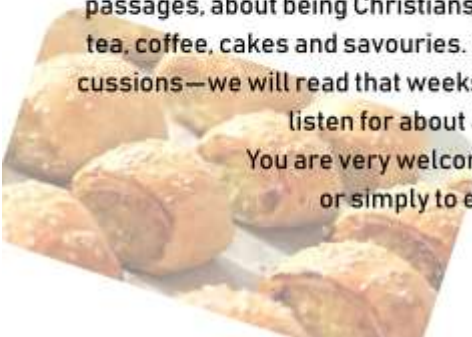 passages, about being Christians
tea, coffee, cakes and savouries.
cussions—we will read that weeks
listen for about
You are very welcom
or simply to e